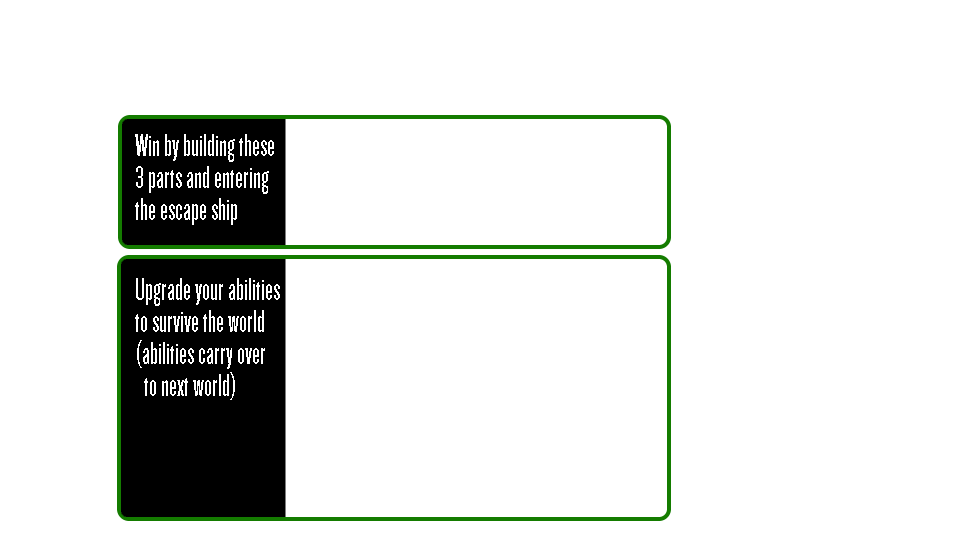 Win by building these
3 parts and entering
the escape ship
Upgrade your abilities
to survive the world
(abilities carry over
to next world)